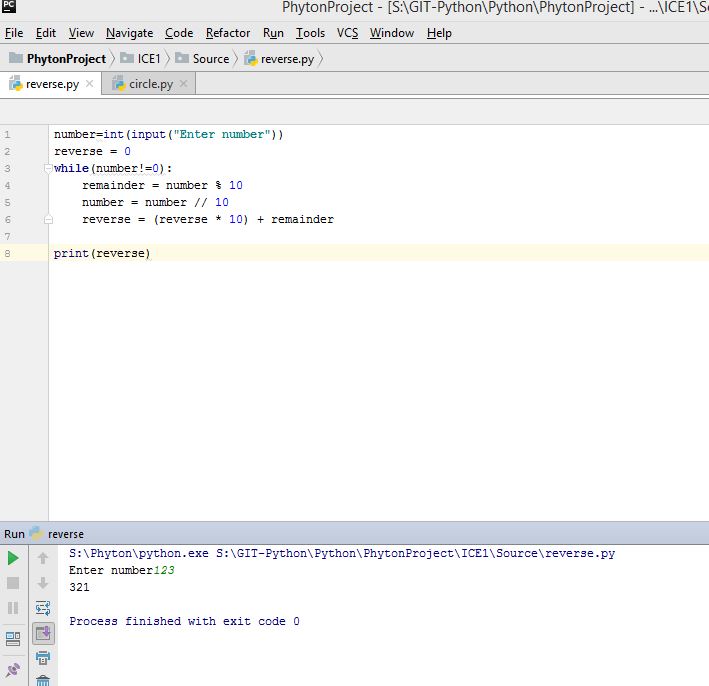 PC
PhytonProject - [S:\GIT-Python\Python\PhytonProject] - ...\ICE1\So
File Edit View Navigate Code Refactor Run Tools VCS Window Help
PhytonProject ICE1 Source reverse.py
reverse.py circle.py
1 number=int(input("Enter number"))
2 reverse = 0
3 while(number!=0):
4     remainder = number % 10
5     number = number // 10
6     reverse = (reverse * 10) + remainder
7
8 print(reverse)
Run reverse
S:\Phyton\python.exe S:\GIT-Python\Python\PhytonProject\ICE1\Source\reverse.py
Enter number123
321
Process finished with exit code 0